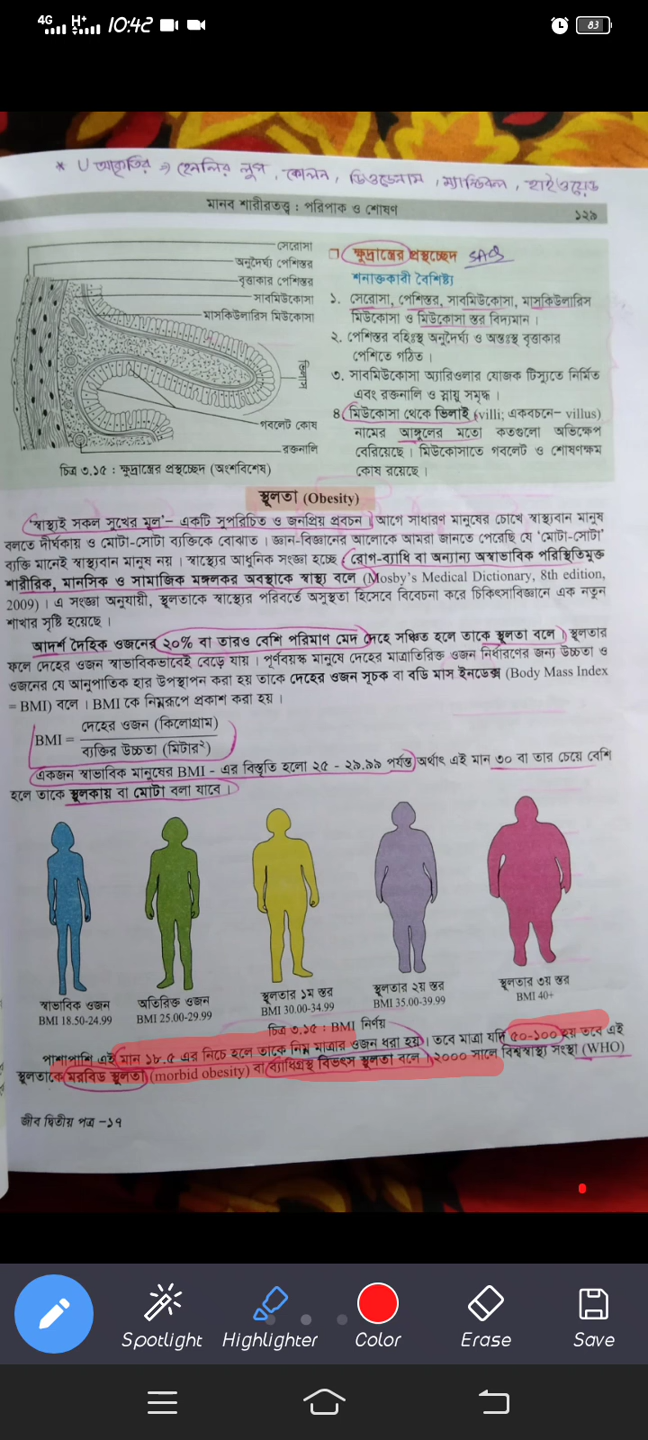 4G H+ 10:42 83
* U আকৃতির ⇒ হেনলির লুপ, কোলন, ডিওডেনাম, ম্যান্ডিবল, হাইওয়েড
মানব শারীরতত্ত্ব : পরিপাক ও শোষণ ১২৯
সেরোসা
অনুদৈর্ঘ্য পেশিস্তর
বৃত্তাকার পেশিস্তর
সাবমিউকোসা
মাসকিউলারিস মিউকোসা
ভিলাস
গবলেট কোষ
রক্তনালি
চিত্র ৩.১৫ : ক্ষুদ্রান্ত্রের প্রস্থচ্ছেদ (অংশবিশেষ)
❐ ক্ষুদ্রান্ত্রের প্রস্থচ্ছেদ SAQ
শনাক্তকারী বৈশিষ্ট্য
১. সেরোসা, পেশিস্তর, সাবমিউকোসা, মাসকিউলারিস
মিউকোসা ও মিউকোসা স্তর বিদ্যমান।
২. পেশিস্তর বহিঃস্থ অনুদৈর্ঘ্য ও অন্তঃস্থ বৃত্তাকার
পেশিতে গঠিত।
৩. সাবমিউকোসা অ্যারিওলার যোজক টিস্যুতে নির্মিত
এবং রক্তনালি ও স্নায়ু সমৃদ্ধ।
৪ মিউকোসা থেকে ভিলাই (villi; একবচনে– villus)
নামের আঙ্গুলের মতো কতগুলো অভিক্ষেপ
বেরিয়েছে। মিউকোসাতে গবলেট ও শোষণক্ষম
কোষ রয়েছে।
স্থূলতা (Obesity)
‘স্বাস্থ্যই সকল সুখের মূল’– একটি সুপরিচিত ও জনপ্রিয় প্রবচন। আগে সাধারণ মানুষের চোখে স্বাস্থ্যবান মানুষ
বলতে দীর্ঘকায় ও মোটা-সোটা ব্যক্তিকে বোঝাত। জ্ঞান-বিজ্ঞানের আলোকে আমরা জানতে পেরেছি যে ‘মোটা-সোটা’
ব্যক্তি মানেই স্বাস্থ্যবান মানুষ নয়। স্বাস্থ্যের আধুনিক সংজ্ঞা হচ্ছে রোগ-ব্যাধি বা অন্যান্য অস্বাভাবিক পরিস্থিতিমুক্ত
শারীরিক, মানসিক ও সামাজিক মঙ্গলকর অবস্থাকে স্বাস্থ্য বলে (Mosby’s Medical Dictionary, 8th edition,
2009)। এ সংজ্ঞা অনুযায়ী, স্থূলতাকে স্বাস্থ্যের পরিবর্তে অসুস্থতা হিসেবে বিবেচনা করে চিকিৎসাবিজ্ঞানে এক নতুন
শাখার সৃষ্টি হয়েছে।
আদর্শ দৈহিক ওজনের ২০% বা তারও বেশি পরিমাণ মেদ দেহে সঞ্চিত হলে তাকে স্থূলতা বলে। স্থূলতার
ফলে দেহের ওজন স্বাভাবিকভাবেই বেড়ে যায়। পূর্ণবয়স্ক মানুষে দেহের মাত্রাতিরিক্ত ওজন নির্ধারণের জন্য উচ্চতা ও
ওজনের যে আনুপাতিক হার উপস্থাপন করা হয় তাকে দেহের ওজন সূচক বা বডি মাস ইনডেক্স (Body Mass Index
= BMI) বলে। BMI কে নিম্নরূপে প্রকাশ করা হয়।
BMI = দেহের ওজন (কিলোগ্রাম)
ব্যক্তির উচ্চতা (মিটার২)
একজন স্বাভাবিক মানুষের BMI - এর বিস্তৃতি হলো ২৫ - ২৯.৯৯ পর্যন্ত অর্থাৎ এই মান ৩০ বা তার চেয়ে বেশি
হলে তাকে স্থূলকায় বা মোটা বলা যাবে।
স্বাভাবিক ওজন
BMI 18.50-24.99
অতিরিক্ত ওজন
BMI 25.00-29.99
স্থূলতার ১ম স্তর
BMI 30.00-34.99
স্থূলতার ২য় স্তর
BMI 35.00-39.99
স্থূলতার ৩য় স্তর
BMI 40+
চিত্র ৩.১৫ : BMI নির্ণয়
পাশাপাশি এই মান ১৮.৫ এর নিচে হলে তাকে নিম্ন মাত্রার ওজন ধরা হয়। তবে মাত্রা যদি ৫০-১০০ হয় তবে এই
স্থূলতাকে মরবিড স্থূলতা (morbid obesity) বা ব্যাধিগ্রস্থ বিভৎস স্থূলতা বলে। ২০০০ সালে বিশ্বস্বাস্থ্য সংস্থা (WHO)
জীব দ্বিতীয় পত্র –১৭
Spotlight Highlighter Color Erase Save